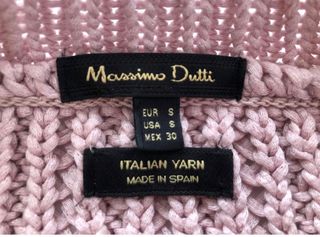 Massimo Dutti
EUR S
USA S
MEX 30
ITALIAN YARN
MADE IN SPAIN